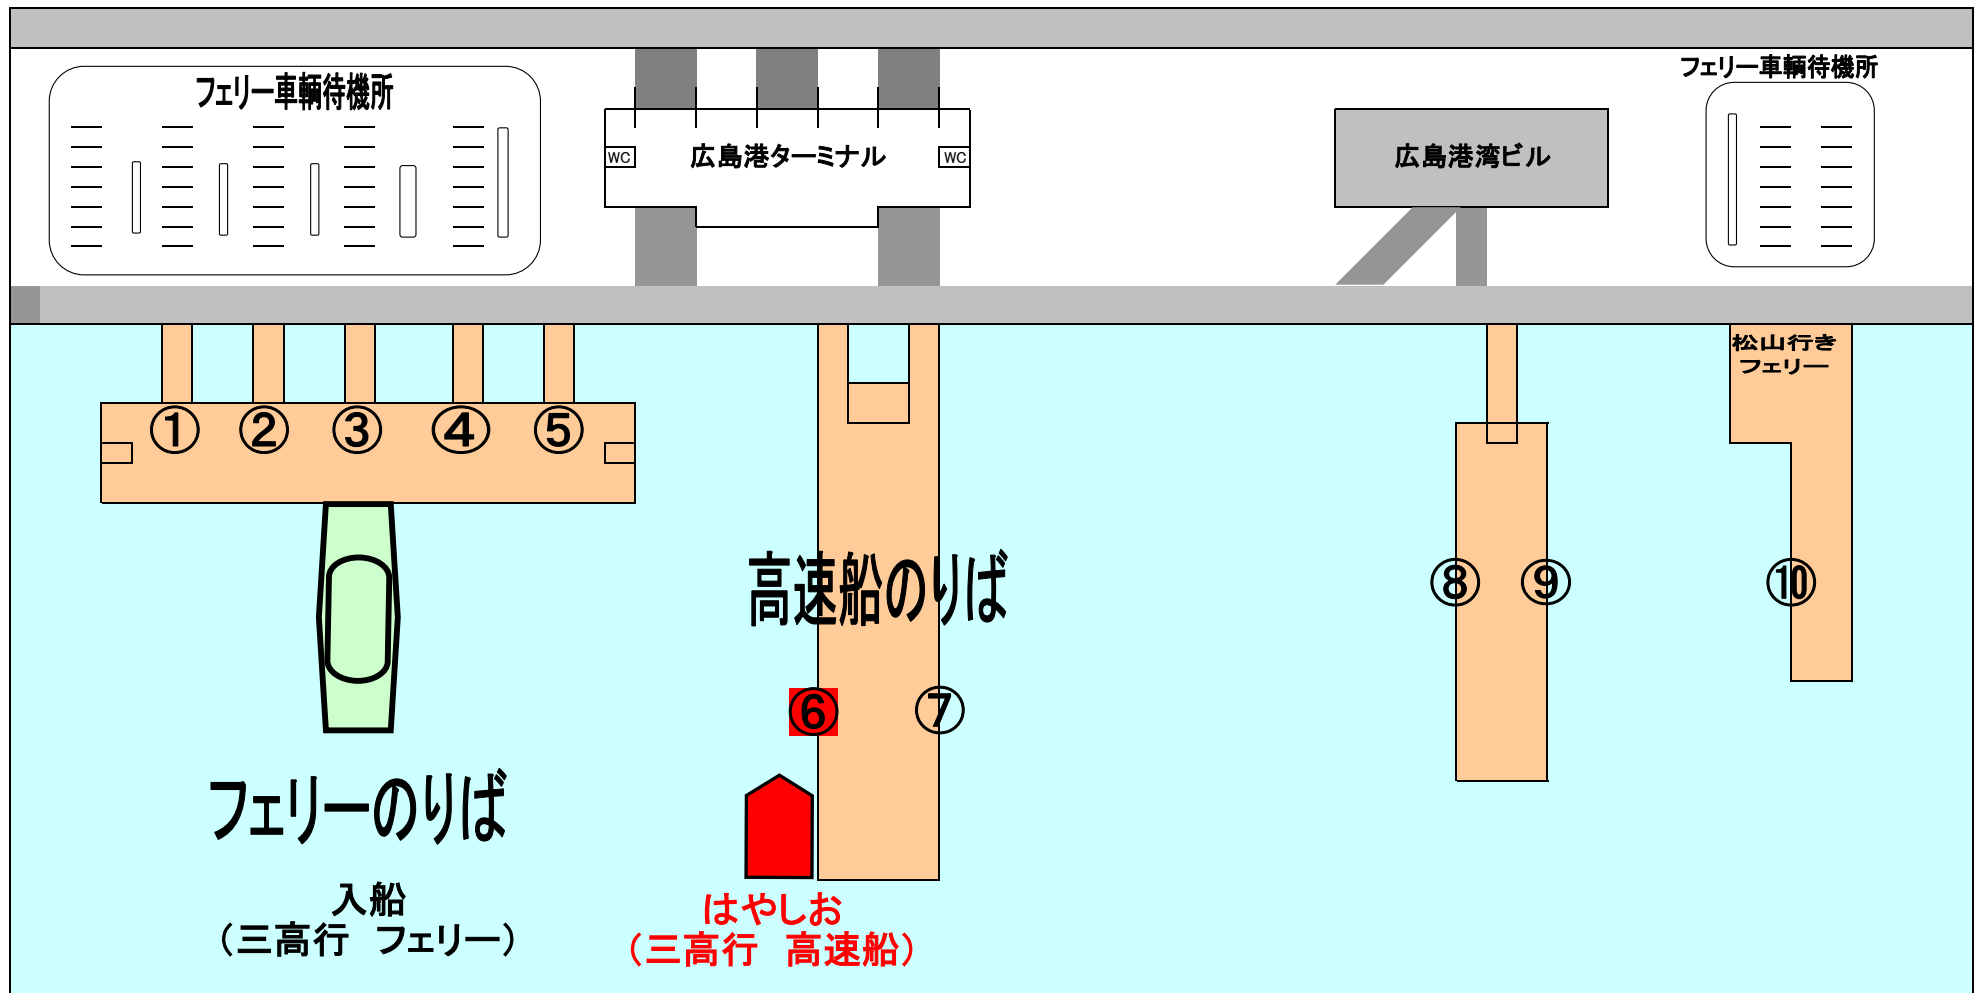 フェリー車輌待機所
フェリー車輌待機所
WC
広島港ターミナル
WC
広島港湾ビル
松山行き
フェリー
①
②
③
④
⑤
高速船のりば
⑧
⑨
⑩
⑥
⑦
フェリーのりば
入船
（三高行　フェリー）
はやしお
（三高行　高速船）